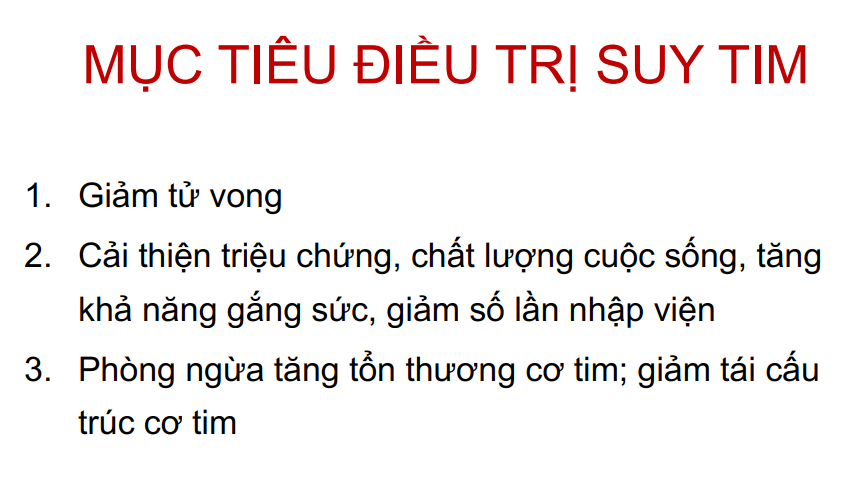 MỤC TIÊU ĐIỀU TRỊ SUY TIM
1. Giảm tử vong
2. Cải thiện triệu chứng, chất lượng cuộc sống, tăng
khả năng gắng sức, giảm số lần nhập viện
3. Phòng ngừa tăng tổn thương cơ tim; giảm tái cấu
trúc cơ tim